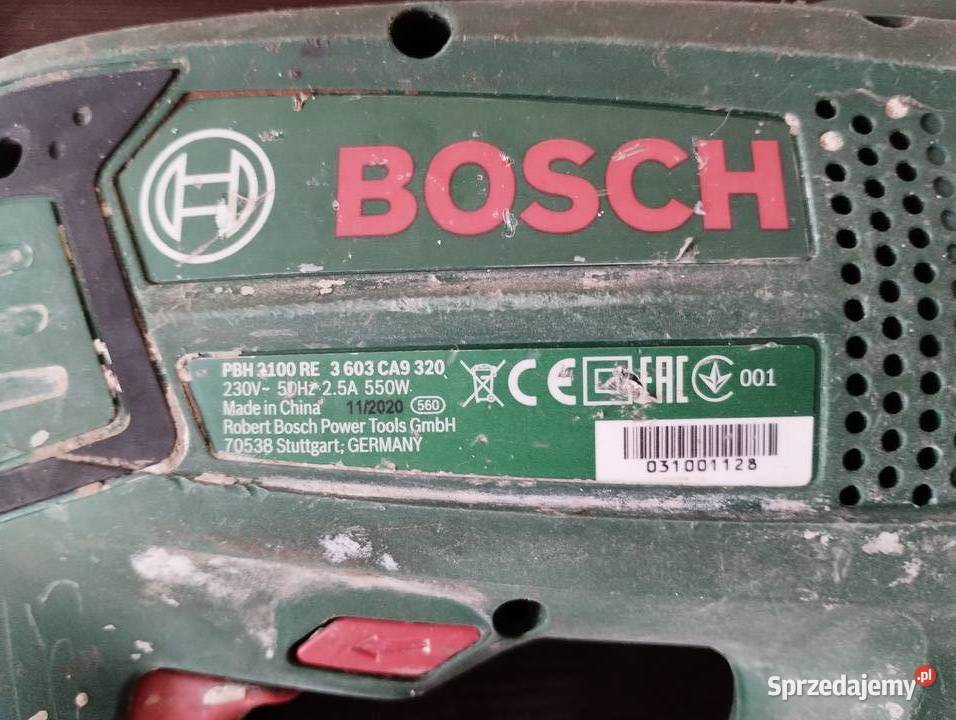 BOSCH
PBH 2100 RE 3 603 CA9 320
230V~ 50Hz 2.5A 550W
Made in China 11/2020 560
Robert Bosch Power Tools GmbH
70538 Stuttgart; GERMANY
CE EAC 001
031001128
Sprzedajemy.pl